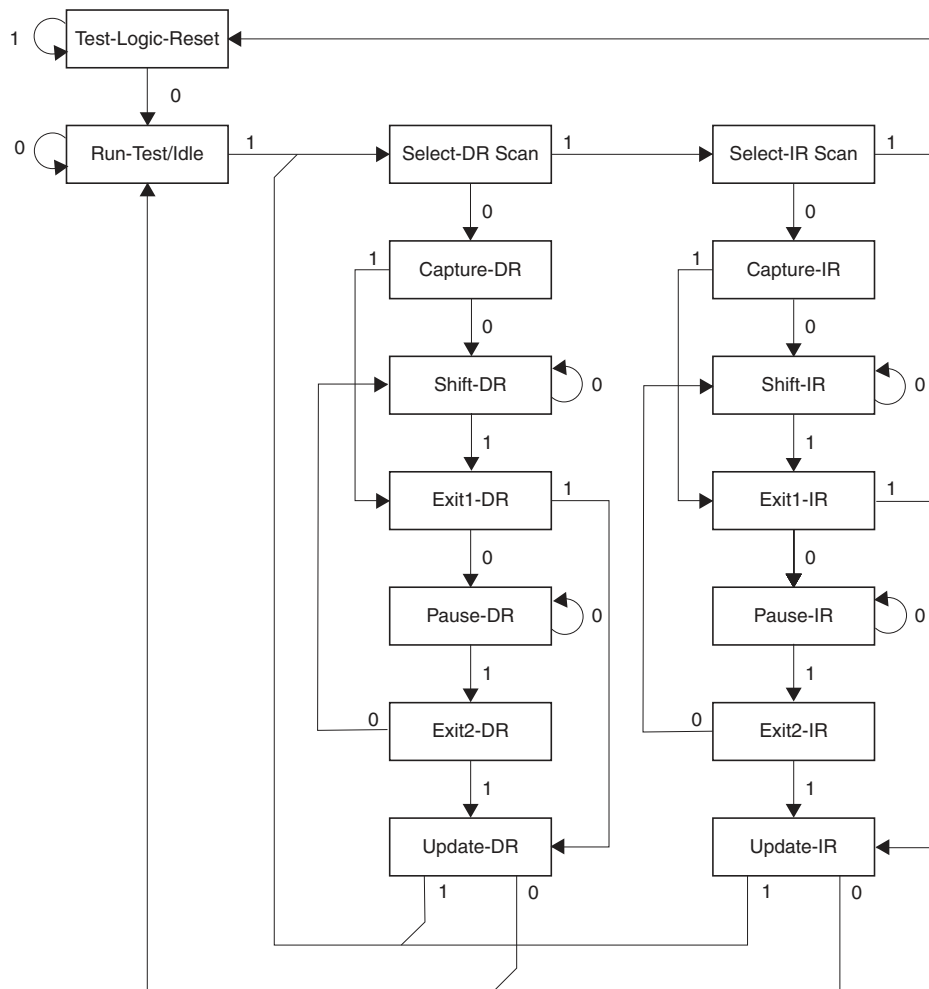 1
Test-Logic-Reset
0
0
Run-Test/Idle
1
Select-DR Scan
1
Select-IR Scan
1
0
0
1
Capture-DR
1
Capture-IR
0
0
Shift-DR
0
Shift-IR
0
1
1
Exit1-DR
1
Exit1-IR
1
0
0
Pause-DR
0
Pause-IR
0
1
1
0
Exit2-DR
0
Exit2-IR
1
1
Update-DR
Update-IR
1
0
1
0